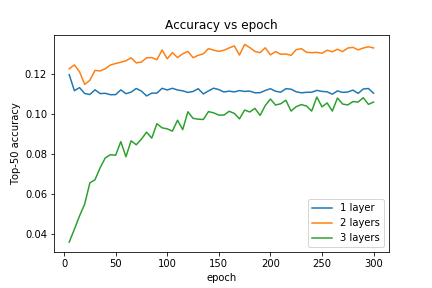 Accuracy vs epoch
Top-50 accuracy
0.12
0.10
0.08
0.06
0.04
0
50
100
150
200
250
300
epoch
1 layer
2 layers
3 layers